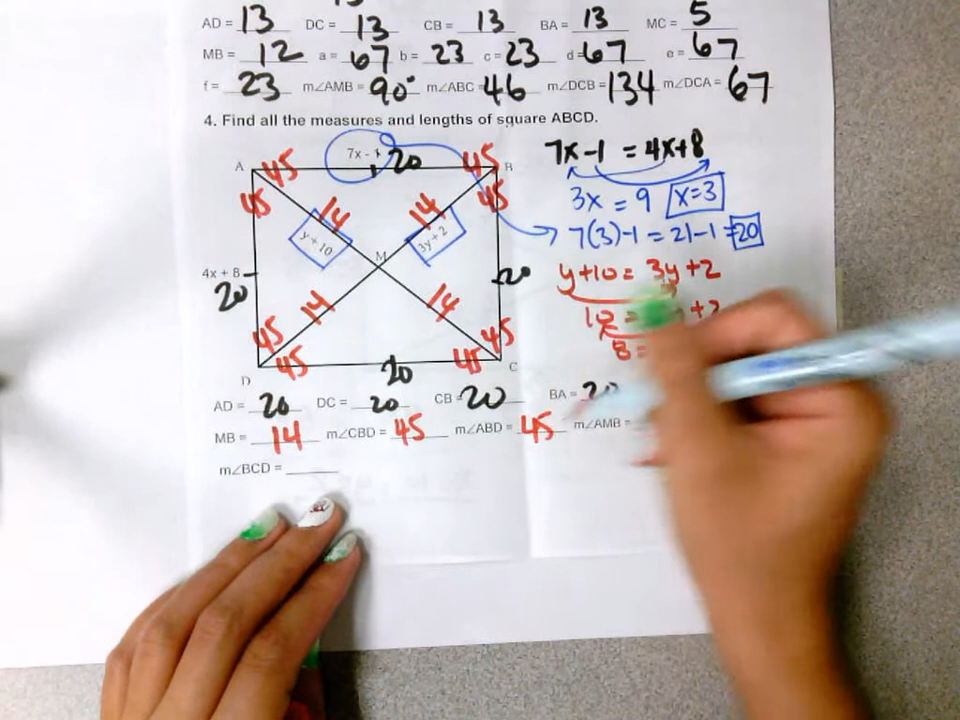 AD = 13 DC = 13 CB = 13 BA = 13 MC = 5
MB = 12 a = 67 b = 23 c = 23 d = 67 e = 67
f = 23 m∠AMB = 90° m∠ABC = 46 m∠DCB = 134 m∠DCA = 67
4. Find all the measures and lengths of square ABCD.
A 45 7x - 1 20 45 B
45 45
14 14
y + 10 3y + 2
M
4x + 8
20 20
14 14
45 45
45 45
D 20 C
7x - 1 = 4x+8
3x = 9 x=3
7(3)-1 = 21-1 = 20
y+10 = 3y+2
+2
8 =
AD = 20 DC = 20 CB = 20 BA = 20
MB = 14 m∠CBD = 45 m∠ABD = 45 m∠AMB =
m∠BCD =